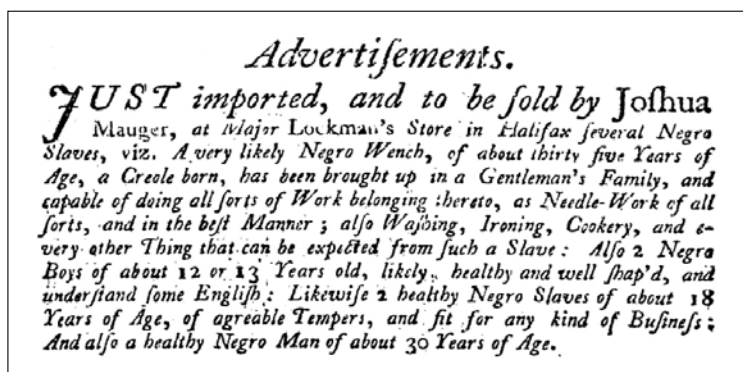 Advertiſements.
JUST imported, and to be ſold by Joſhua
Mauger, at Major Lockman's Store in Halifax ſeveral Negro
Slaves, viz. A very likely Negro Wench, of about thirty five Years of
Age, a Creole born, has been brought up in a Gentleman's Family, and
capable of doing all ſorts of Work belonging thereto, as Needle-Work of all
ſorts, and in the beſt Manner; alſo Waſhing, Ironing, Cookery, and e-
very other Thing that can be expected from ſuch a Slave: Alſo 2 Negro
Boys of about 12 or 13 Years old, likely, healthy and well ſhap'd, and
underſtand ſome Engliſh: Likewiſe 2 healthy Negro Slaves of about 18
Years of Age, of agreable Tempers, and fit for any kind of Buſineſs;
And alſo a healthy Negro Man of about 30 Years of Age.